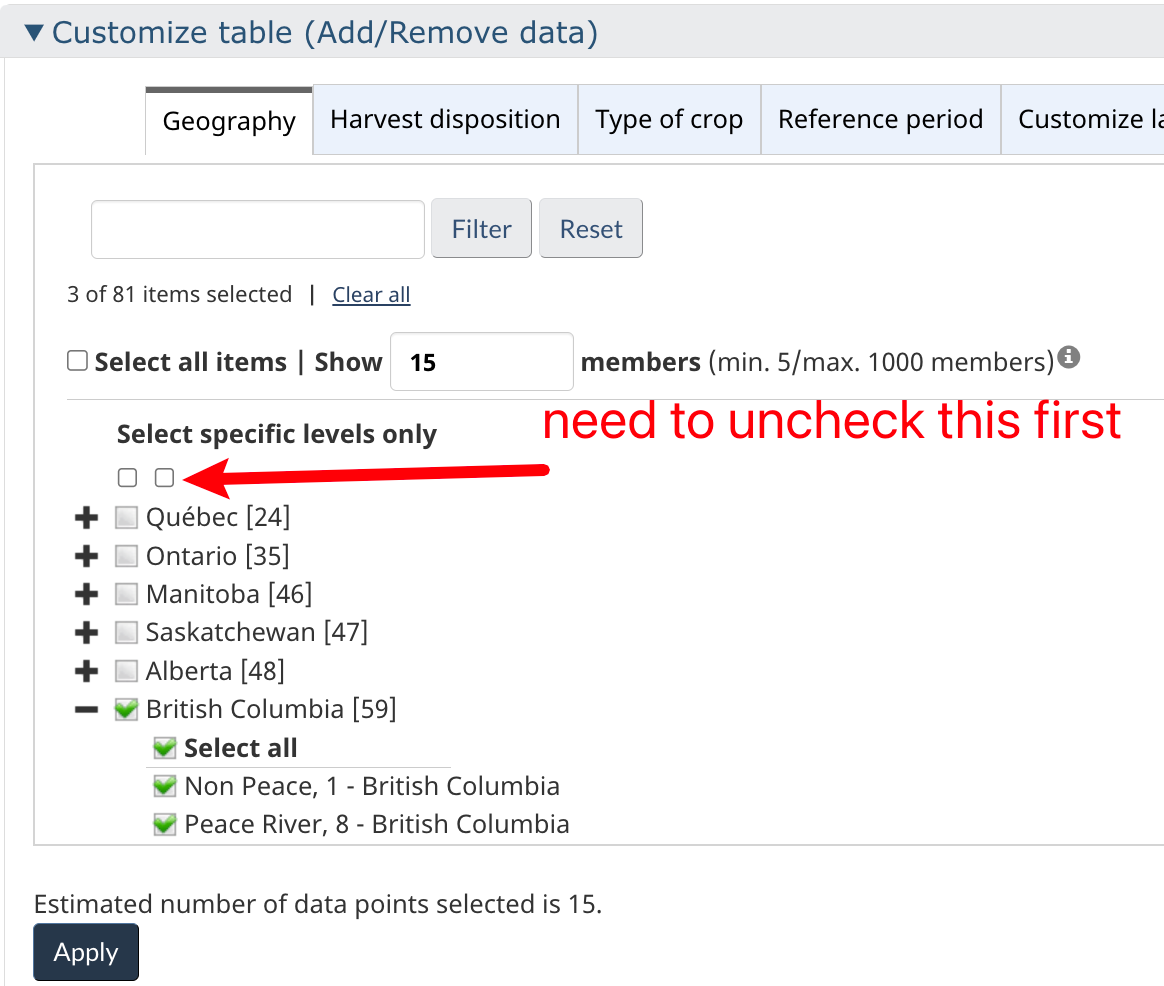 Customize table (Add/Remove data)
Geography Harvest disposition Type of crop Reference period Customize la
Filter Reset
3 of 81 items selected | Clear all
Select all items | Show 15 members (min. 5/max. 1000 members)
need to uncheck this first
Select specific levels only
Québec [24]
Ontario [35]
Manitoba [46]
Saskatchewan [47]
Alberta [48]
British Columbia [59]
Select all
Non Peace, 1 - British Columbia
Peace River, 8 - British Columbia
Estimated number of data points selected is 15.
Apply